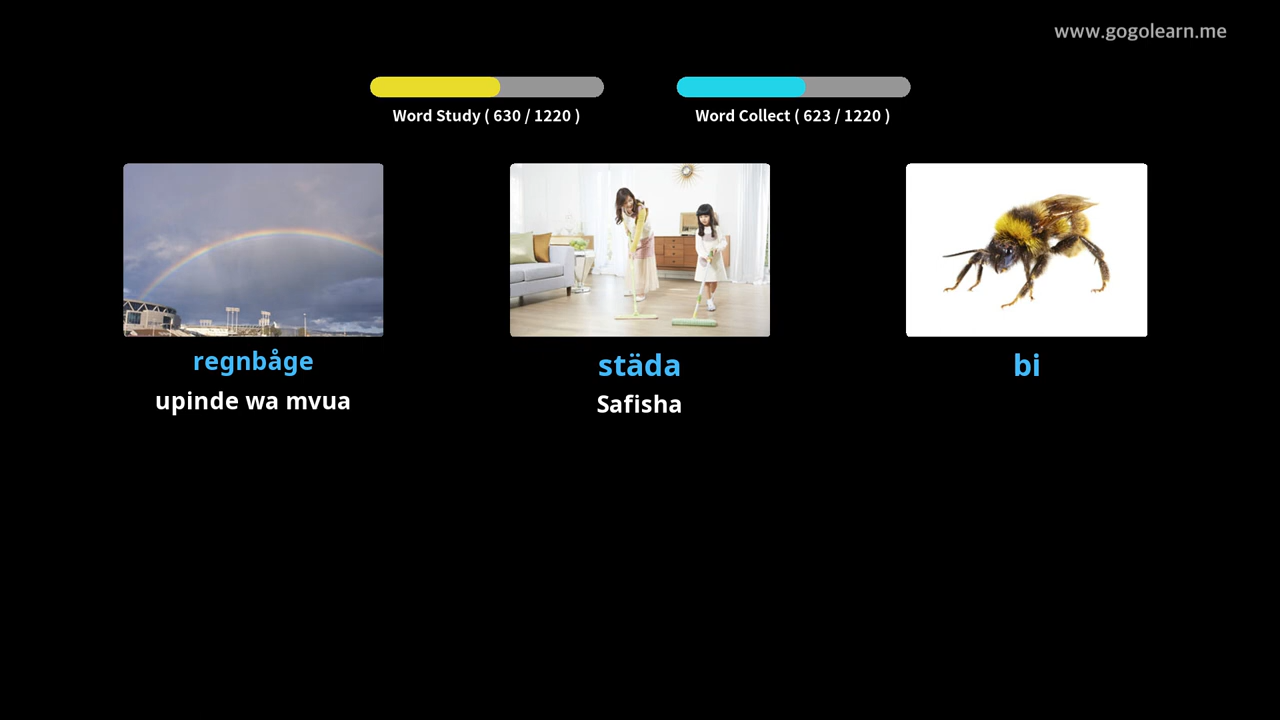 www.gogolearn.me
Word Study ( 630 / 1220 )
Word Collect ( 623 / 1220 )
regnbåge
upinde wa mvua
städa
Safisha
bi